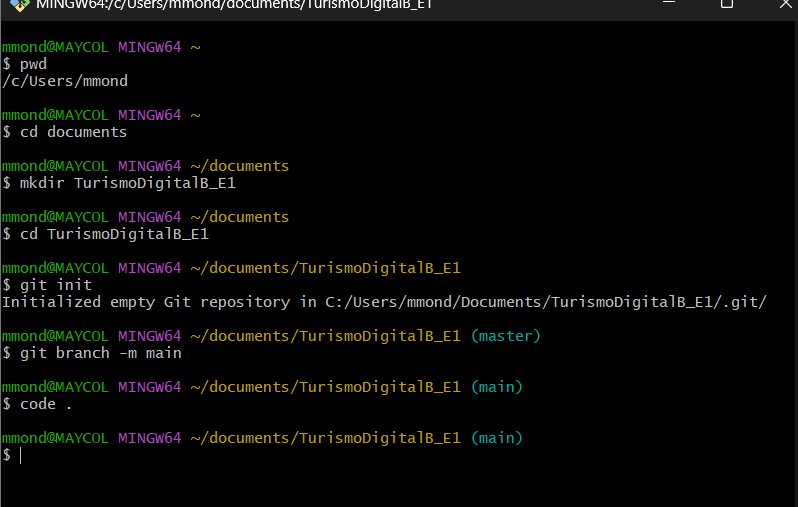 MINGW64:/c/Users/mmond/documents/TurismoDigitalB_E1
mmond@MAYCOL MINGW64 ~
$ pwd
/c/Users/mmond
mmond@MAYCOL MINGW64 ~
$ cd documents
mmond@MAYCOL MINGW64 ~/documents
$ mkdir TurismoDigitalB_E1
mmond@MAYCOL MINGW64 ~/documents
$ cd TurismoDigitalB_E1
mmond@MAYCOL MINGW64 ~/documents/TurismoDigitalB_E1
$ git init
Initialized empty Git repository in C:/Users/mmond/Documents/TurismoDigitalB_E1/.git/
mmond@MAYCOL MINGW64 ~/documents/TurismoDigitalB_E1 (master)
$ git branch -m main
mmond@MAYCOL MINGW64 ~/documents/TurismoDigitalB_E1 (main)
$ code .
mmond@MAYCOL MINGW64 ~/documents/TurismoDigitalB_E1 (main)
$